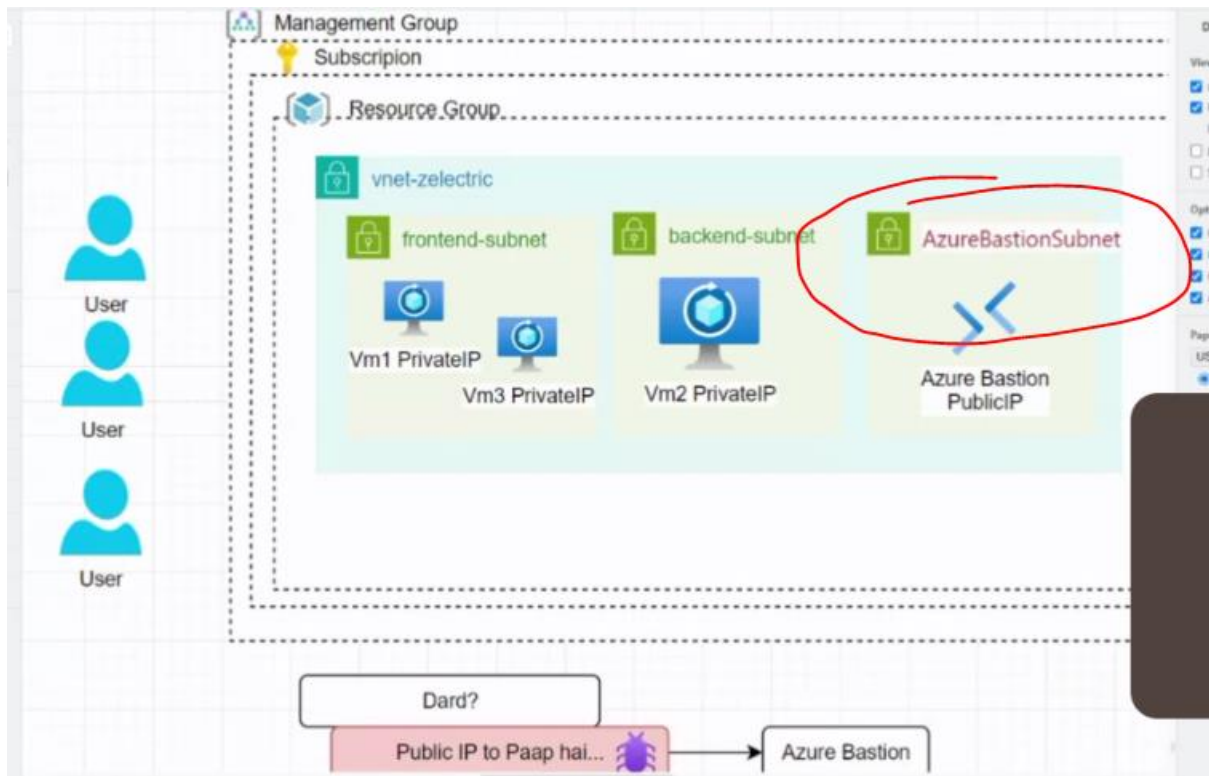 Management Group
Subscripion
Resource Group
vnet-zelectric
frontend-subnet
backend-subnet
AzureBastionSubnet
User
User
User
Vm1 PrivateIP
Vm3 PrivateIP
Vm2 PrivateIP
Azure Bastion
PublicIP
Dard?
Public IP to Paap hai...
Azure Bastion